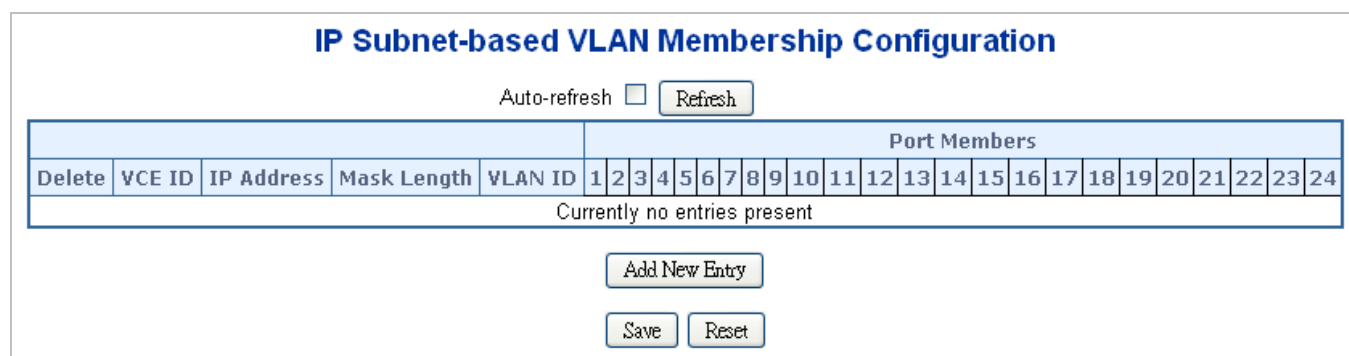 IP Subnet-based VLAN Membership Configuration
Auto-refresh Refresh
Port Members
Delete VCE ID IP Address Mask Length VLAN ID 1 2 3 4 5 6 7 8 9 10 11 12 13 14 15 16 17 18 19 20 21 22 23 24
Currently no entries present
Add New Entry
Save Reset